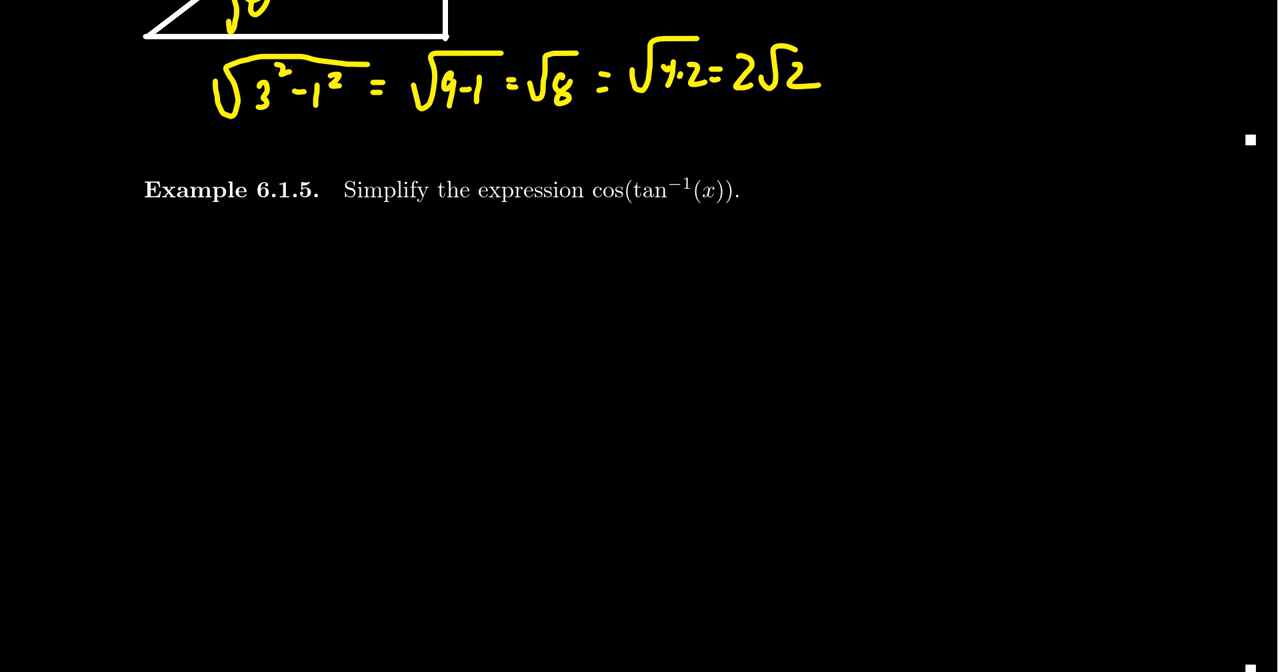 θ
√(3² - 1²) = √(9-1) = √8 = √(4·2) = 2√2
Example 6.1.5. Simplify the expression cos(tan⁻¹(x)).